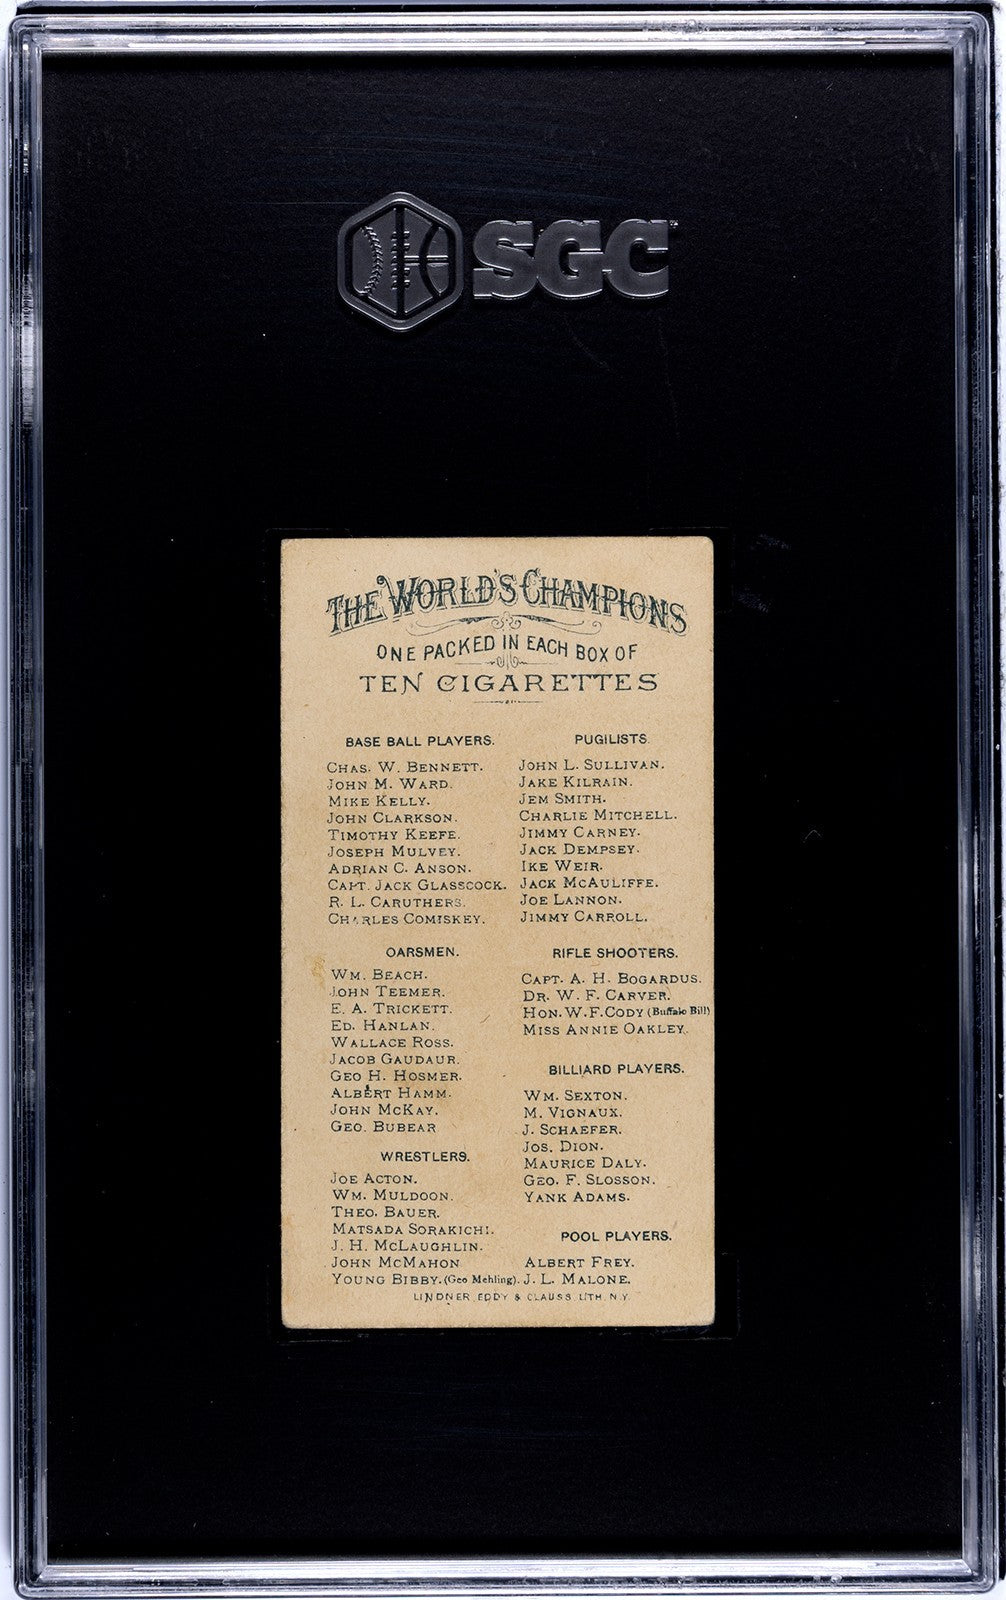 SGC
THE WORLD'S CHAMPIONS
ONE PACKED IN EACH BOX OF
TEN CIGARETTES
BASE BALL PLAYERS.
CHAS. W. BENNETT.
JOHN M. WARD.
MIKE KELLY.
JOHN CLARKSON.
TIMOTHY KEEFE.
JOSEPH MULVEY.
ADRIAN C. ANSON.
CAPT. JACK GLASSCOCK.
R. L. CARUTHERS.
CHARLES COMISKEY.
OARSMEN.
WM. BEACH.
JOHN TEEMER.
E. A. TRICKETT.
ED. HANLAN.
WALLACE ROSS.
JACOB GAUDAUR.
GEO H. HOSMER.
ALBERT HAMM.
JOHN MCKAY.
GEO. BUBEAR
WRESTLERS.
JOE ACTON.
WM. MULDOON.
THEO. BAUER.
MATSADA SORAKICHI.
J. H. MCLAUGHLIN.
JOHN MCMAHON
YOUNG BIBBY. (Geo Mehling).
PUGILISTS.
JOHN L. SULLIVAN.
JAKE KILRAIN.
JEM SMITH.
CHARLIE MITCHELL.
JIMMY CARNEY.
JACK DEMPSEY.
IKE WEIR.
JACK MCAULIFFE.
JOE LANNON.
JIMMY CARROLL.
RIFLE SHOOTERS.
CAPT. A. H. BOGARDUS.
DR. W. F. CARVER.
HON. W. F. CODY (Buffalo Bill)
MISS ANNIE OAKLEY.
BILLIARD PLAYERS.
WM. SEXTON.
M. VIGNAUX.
J. SCHAEFER.
JOS. DION.
MAURICE DALY.
GEO. F. SLOSSON.
YANK ADAMS.
POOL PLAYERS.
ALBERT FREY.
J. L. MALONE.
LINDNER, EDDY & CLAUSS, LITH. N.Y.